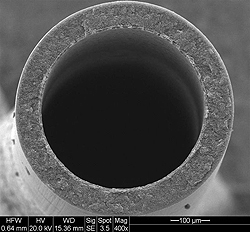 HFW HV WD Sig Spot Mag 100 µm
0.64 mm 20.0 kV 15.36 mm SE 3.5 400x